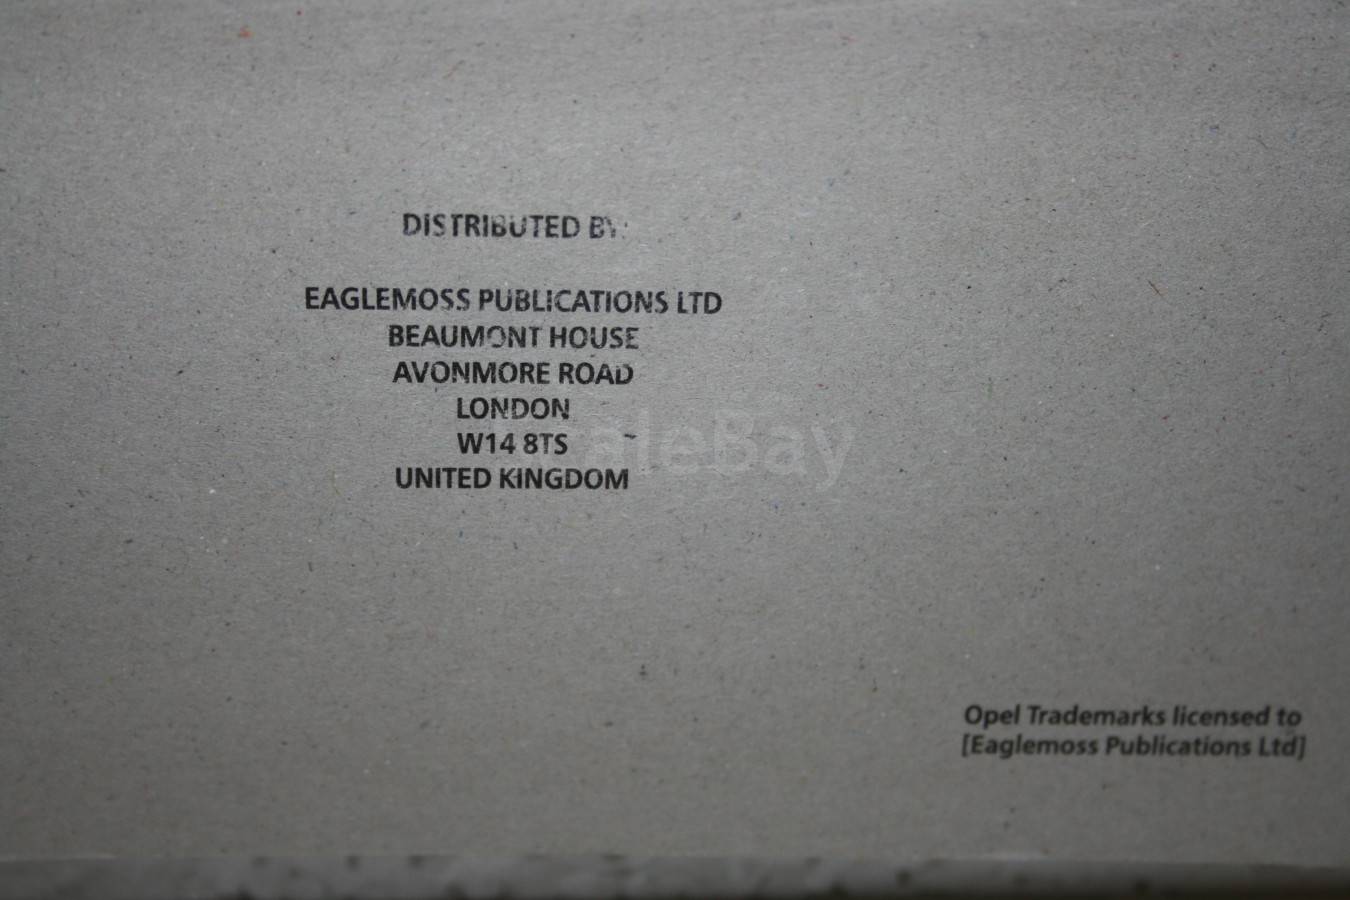 DISTRIBUTED BY:
EAGLEMOSS PUBLICATIONS LTD
BEAUMONT HOUSE
AVONMORE ROAD
LONDON
W14 8TS
UNITED KINGDOM
ScaleBay
Opel Trademarks licensed to
[Eaglemoss Publications Ltd]